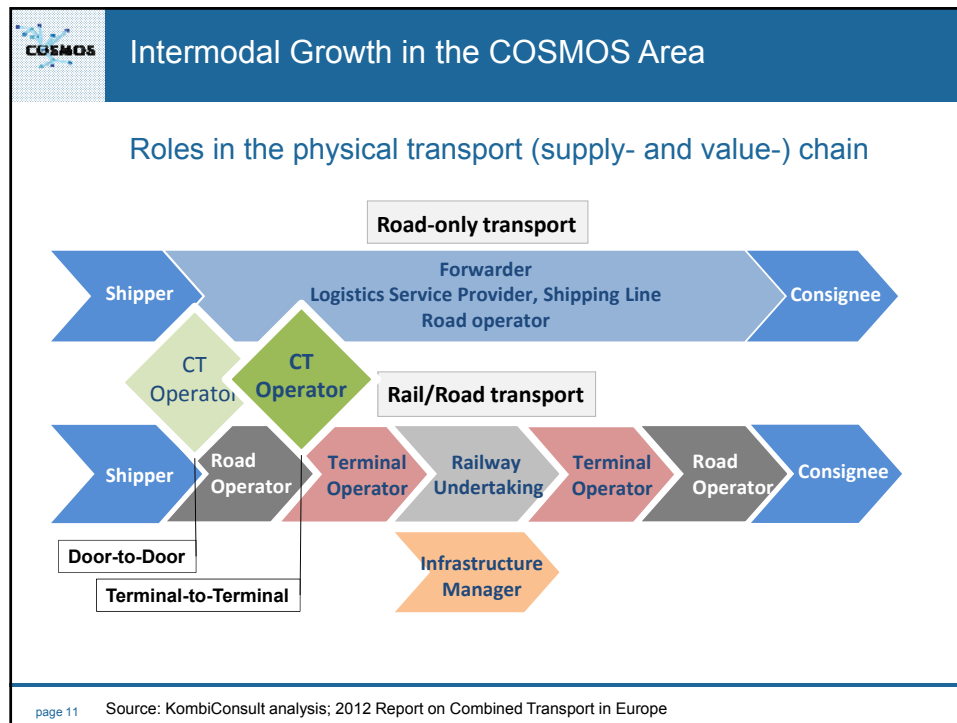 COSMOS
Intermodal Growth in the COSMOS Area
Roles in the physical transport (supply- and value-) chain
Road-only transport
Shipper
Forwarder
Logistics Service Provider, Shipping Line
Road operator
Consignee
CT
Operator
CT
Operator
Rail/Road transport
Shipper
Road
Operator
Terminal
Operator
Railway
Undertaking
Terminal
Operator
Road
Operator
Consignee
Door-to-Door
Terminal-to-Terminal
Infrastructure
Manager
page 11
Source: KombiConsult analysis; 2012 Report on Combined Transport in Europe